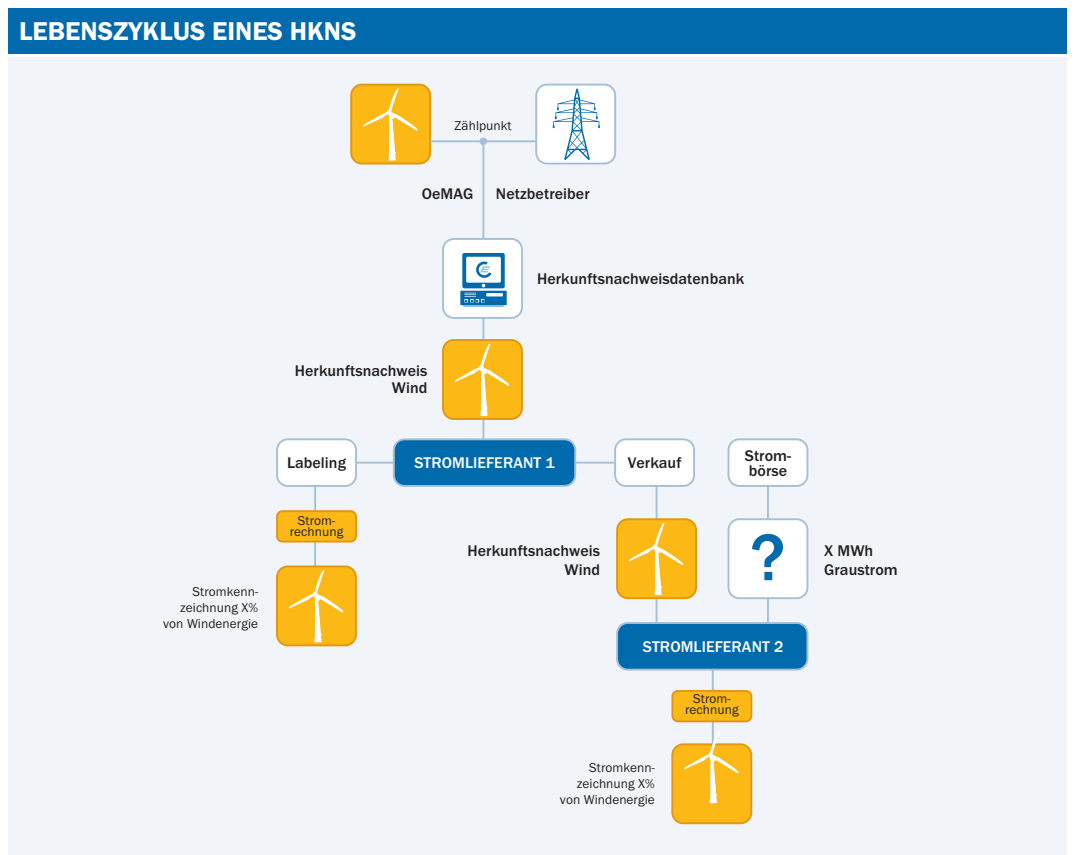 LEBENSZYKLUS EINES HKNS
Zählpunkt
OeMAG
Netzbetreiber
Herkunftsnachweisdatenbank
Herkunftsnachweis
Wind
Labeling
STROMLIEFERANT 1
Verkauf
Strom-
börse
Strom-
rechnung
Herkunftsnachweis
Wind
?
X MWh
Graustrom
Stromkenn-
zeichnung X%
von Windenergie
STROMLIEFERANT 2
Strom-
rechnung
Stromkenn-
zeichnung X%
von Windenergie